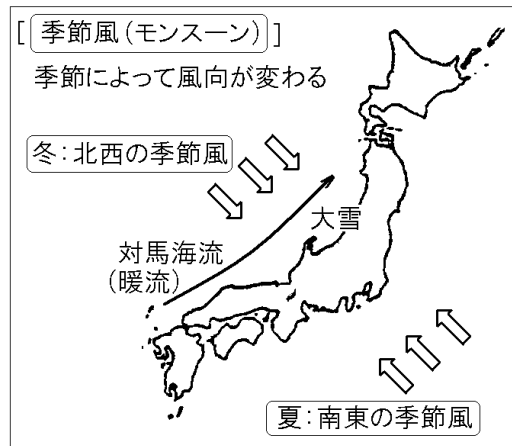 [季節風(モンスーン)]
季節によって風向が変わる
冬:北西の季節風
大雪
対馬海流
(暖流)
夏:南東の季節風